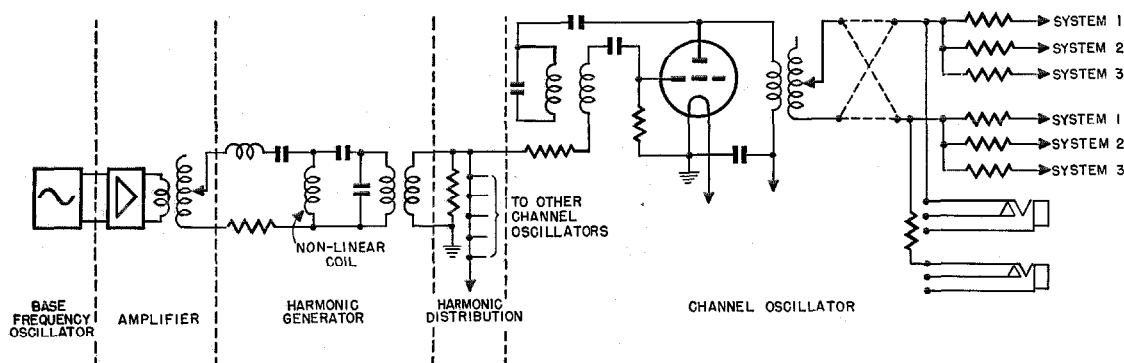 SYSTEM 1
SYSTEM 2
SYSTEM 3
SYSTEM 1
SYSTEM 2
SYSTEM 3
TO OTHER
CHANNEL
OSCILLATORS
NON-LINEAR
COIL
BASE
FREQUENCY
OSCILLATOR
AMPLIFIER
HARMONIC
GENERATOR
HARMONIC
DISTRIBUTION
CHANNEL OSCILLATOR